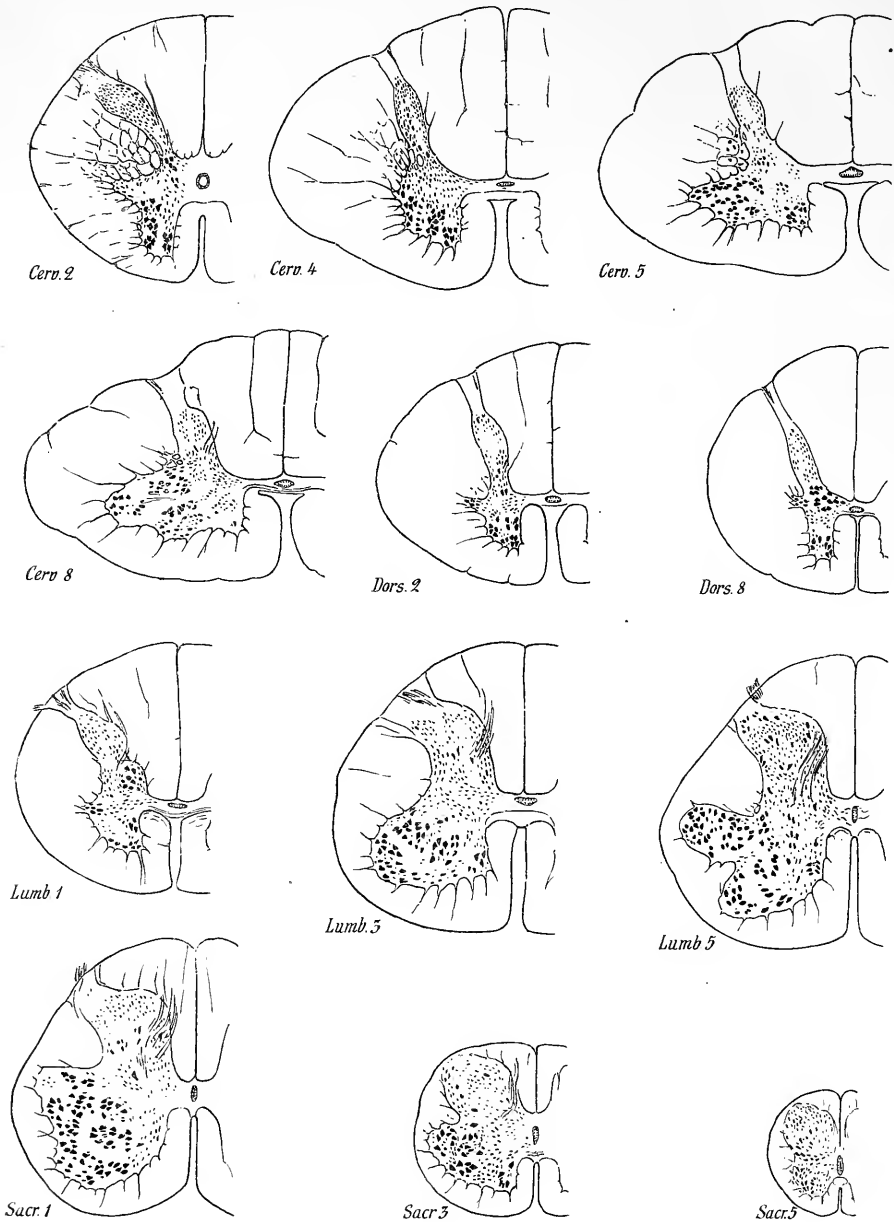 Cerv. 2
Cerv. 4
Cerv. 5
Cerv 8
Dors. 2
Dors. 8
Lumb. 1
Lumb. 3
Lumb 5
Sacr. 1
Sacr 3
Sacr. 5